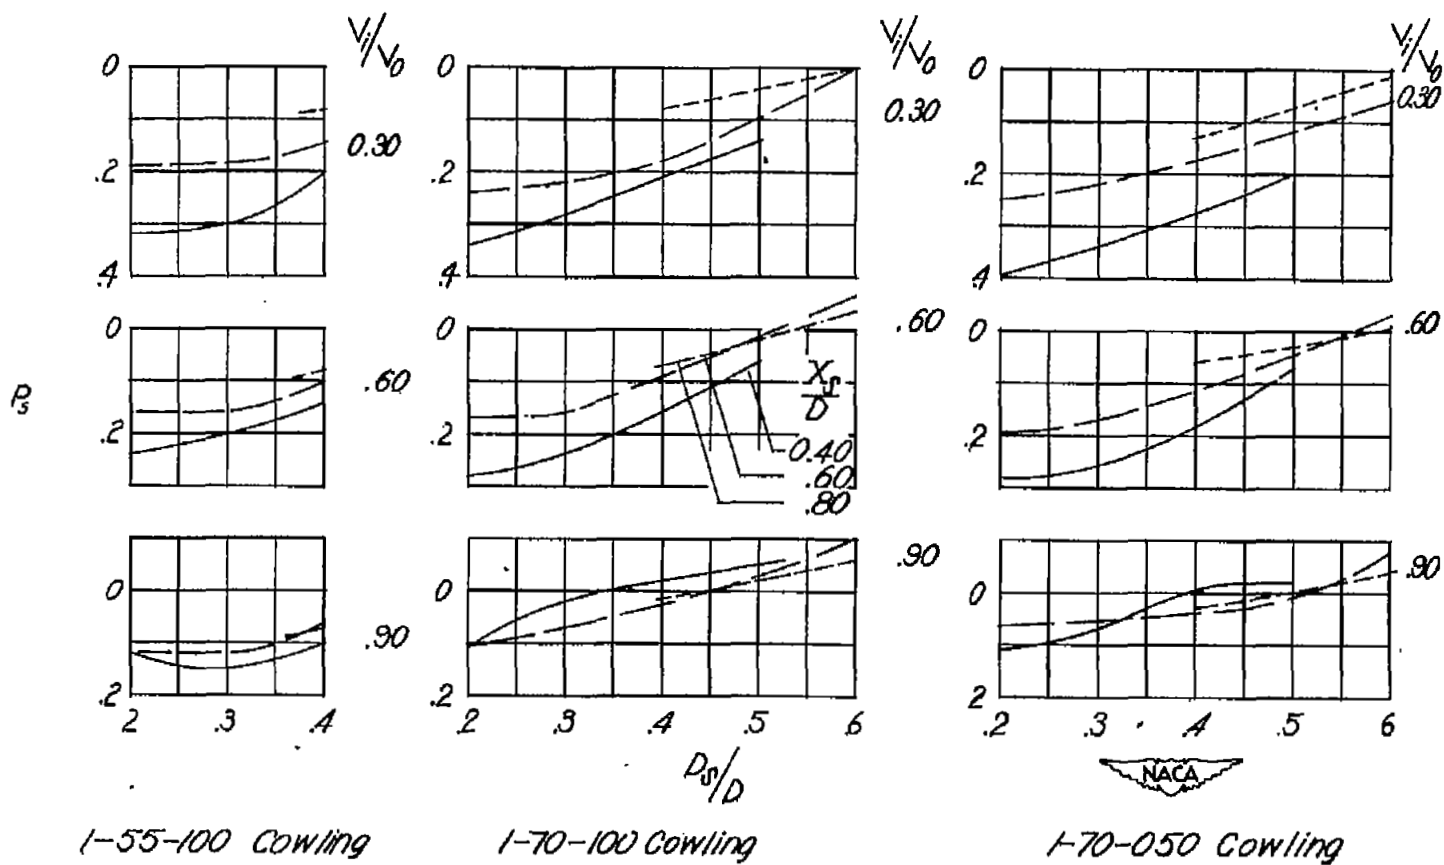 Vi/V0 Vi/V0 Vi/V0
0 0 0
0.30 0.30 0.30
.2 .2 .2
.4 .4 .4
0 0 0
.60 .60 .60
Ps
Xs/D
.2 .2 .2
0.40
.60
.80
.90 .90 .90
0 0 0
.2 .2 2
.2 .3 .4 .2 .3 .4 .5 .6 .2 .3 .4 .5 6
Ds/D
NACA
1-55-100 Cowling 1-70-100 Cowling 1-70-050 Cowling